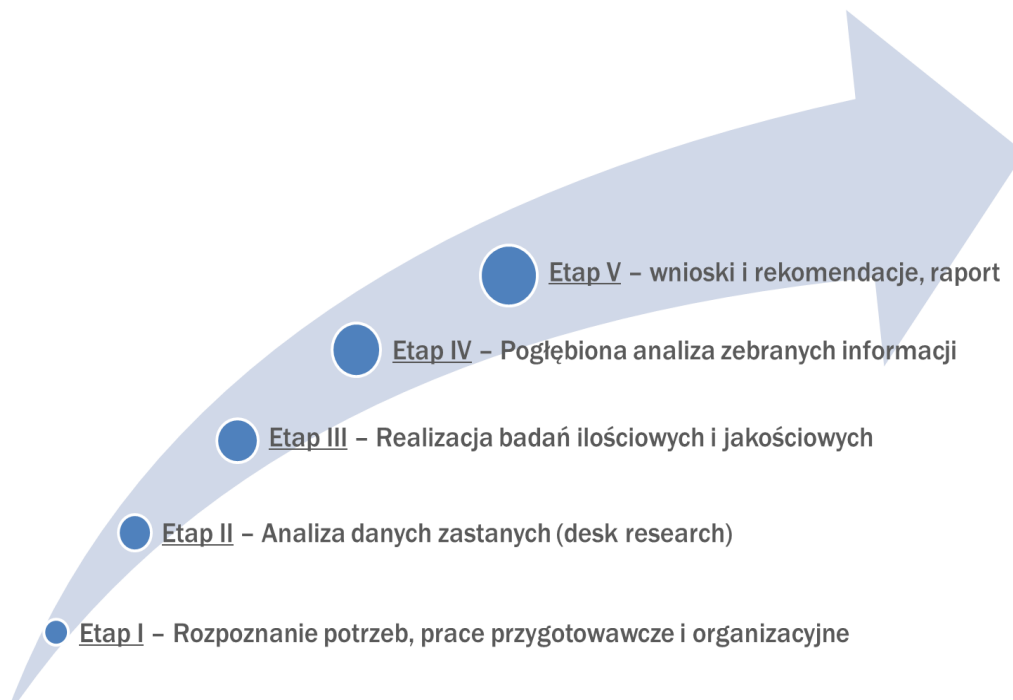 Etap V – wnioski i rekomendacje, raport
Etap IV – Pogłębiona analiza zebranych informacji
Etap III – Realizacja badań ilościowych i jakościowych
Etap II – Analiza danych zastanych (desk research)
Etap I – Rozpoznanie potrzeb, prace przygotowawcze i organizacyjne